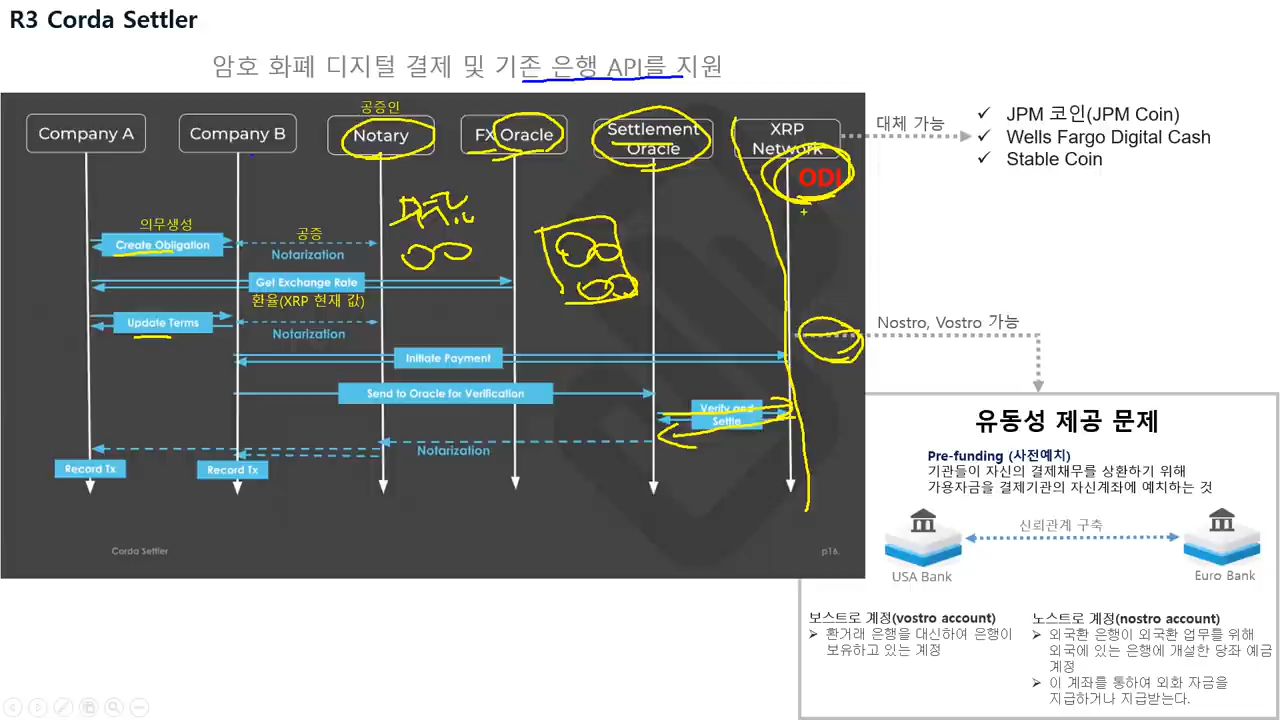 R3 Corda Settler
암호 화폐 디지털 결제 및 기존 은행 API를 지원
공증인
Company A
Company B
Notary
FX Oracle
Settlement
Oracle
XRP
Network
ODL
대체 가능
✓ JPM 코인(JPM Coin)
✓ Wells Fargo Digital Cash
✓ Stable Coin
의무생성
Create Obligation
공증
Notarization
Get Exchange Rate
환율(XRP 현재 값)
Update Terms
Notarization
Nostro, Vostro 가능
Initiate Payment
Send to Oracle for Verification
Verify and
Settle
Notarization
Record Tx
Record Tx
Corda Settler
p16.
유동성 제공 문제
Pre-funding (사전예치)
기관들이 자신의 결제채무를 상환하기 위해
가용자금을 결제기관의 자신계좌에 예치하는 것
신뢰관계 구축
USA Bank
Euro Bank
보스트로 계정(vostro account)
➢ 환거래 은행을 대신하여 은행이
보유하고 있는 계정
노스트로 계정(nostro account)
➢ 외국환 은행이 외국환 업무를 위해
외국에 있는 은행에 개설한 당좌 예금
계정
➢ 이 계좌를 통하여 외화 자금을
지급하거나 지급받는다.